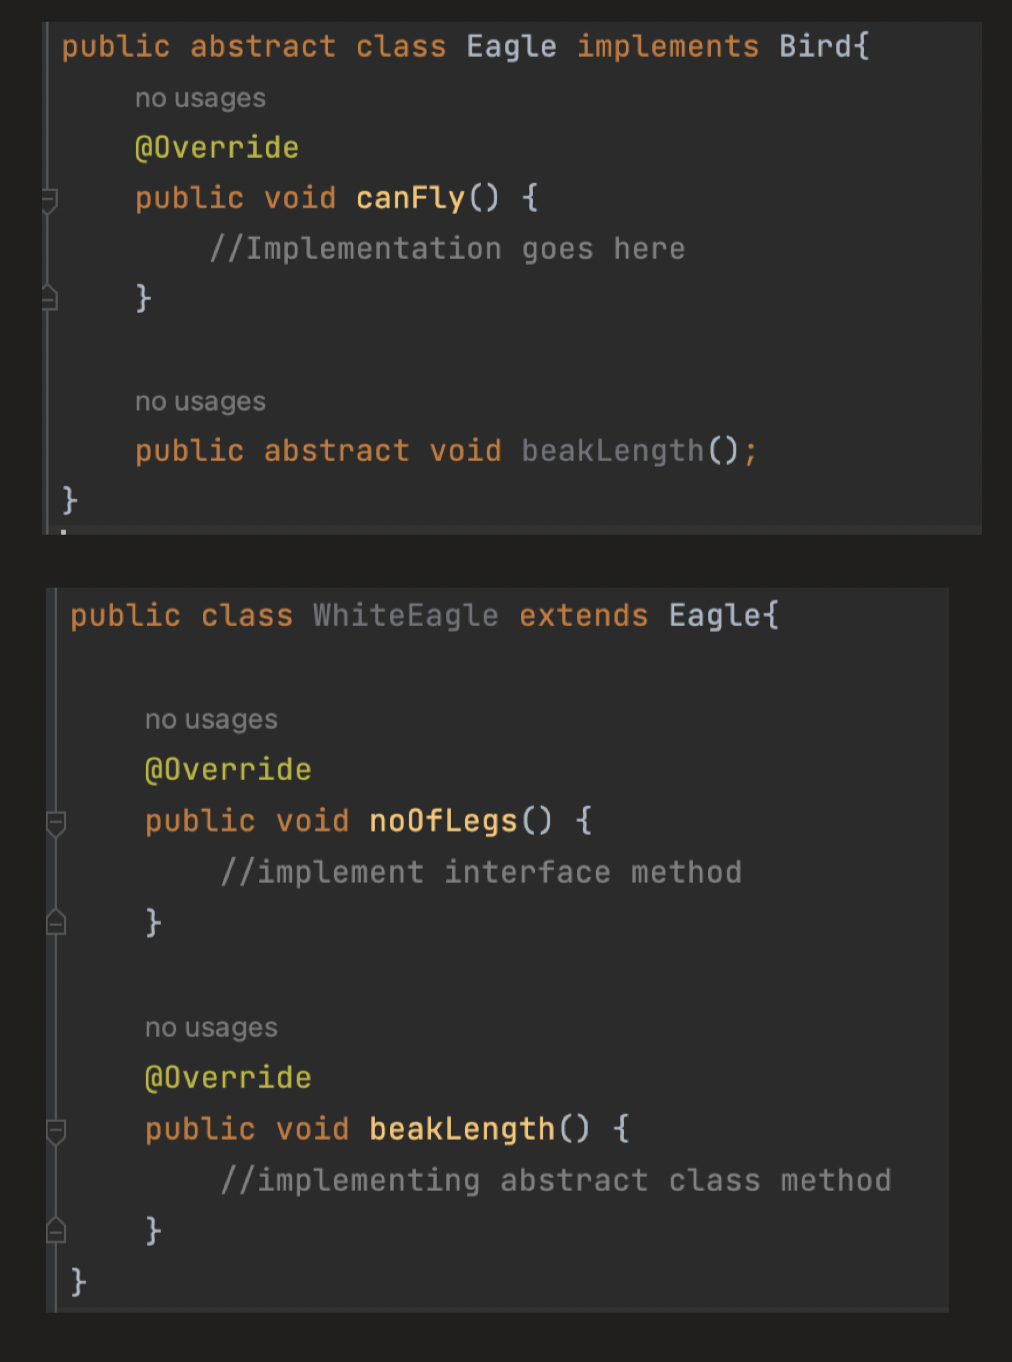 public abstract class Eagle implements Bird{
no usages
@Override
public void canFly() {
//Implementation goes here
}
no usages
public abstract void beakLength();
}
public class WhiteEagle extends Eagle{
no usages
@Override
public void noOfLegs() {
//implement interface method
}
no usages
@Override
public void beakLength() {
//implementing abstract class method
}
}